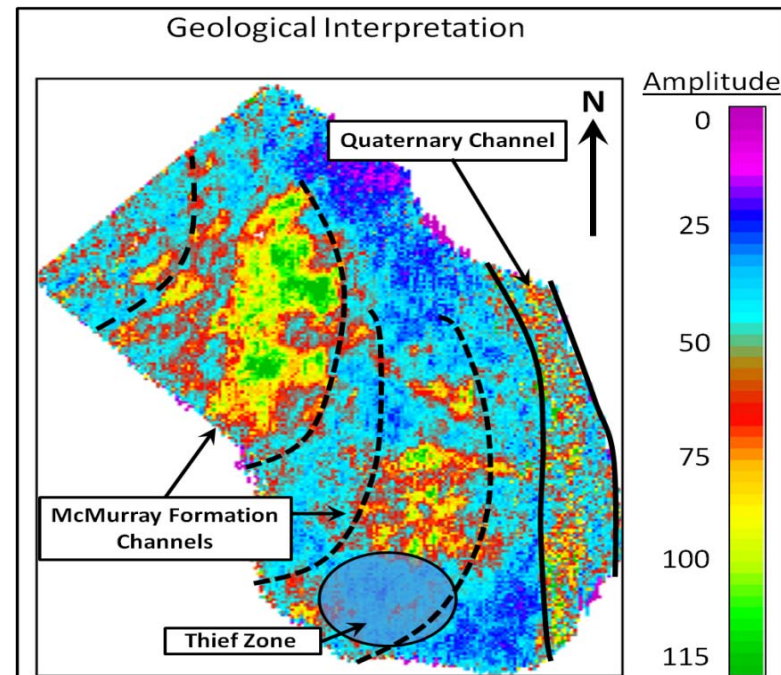 Geological Interpretation
Amplitude
N
Quaternary Channel
0
25
50
75
100
115
McMurray Formation
Channels
Thief Zone